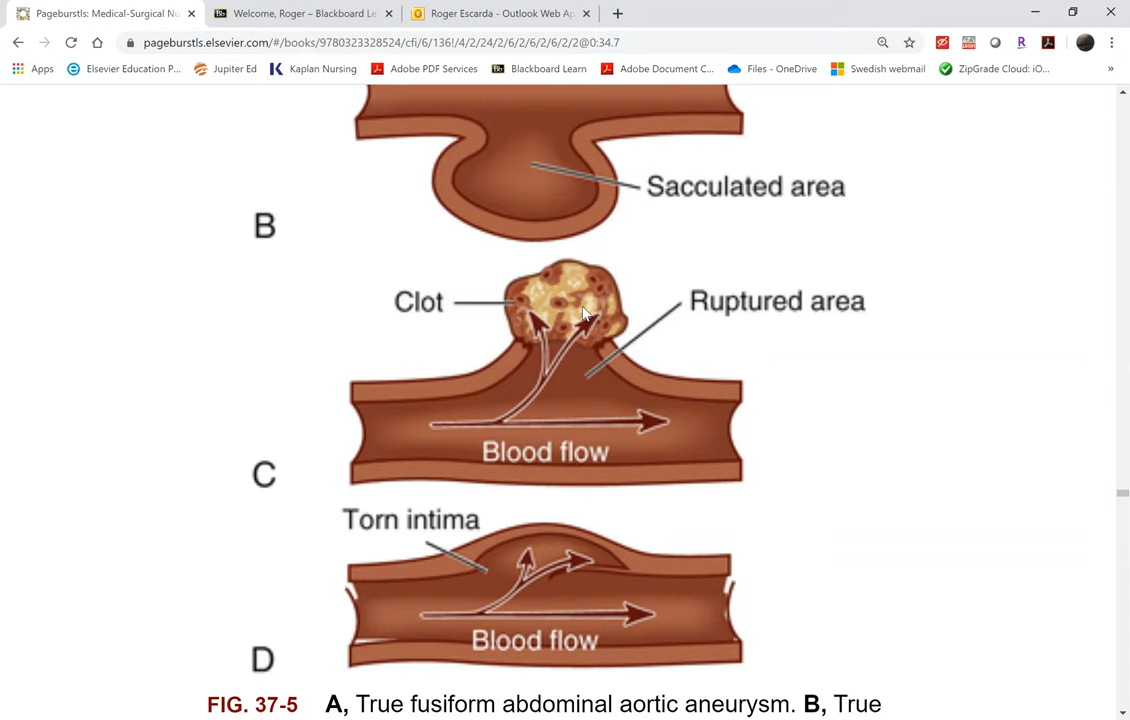 Pageburstls: Medical-Surgical Nu
Welcome, Roger – Blackboard Le
Roger Escarda - Outlook Web Ap
pageburstls.elsevier.com/#/books/9780323328524/cfi/6/136!/4/2/24/2/6/2/6/2/6/2/2@0:34.7
Apps
Elsevier Education P...
Jupiter Ed
Kaplan Nursing
Adobe PDF Services
Bb
Blackboard Learn
Adobe Document C...
Files - OneDrive
Swedish webmail
ZipGrade Cloud: iO...
»
Sacculated area
B
Clot
Ruptured area
Blood flow
C
Torn intima
Blood flow
D
FIG. 37-5 A, True fusiform abdominal aortic aneurysm. B, True